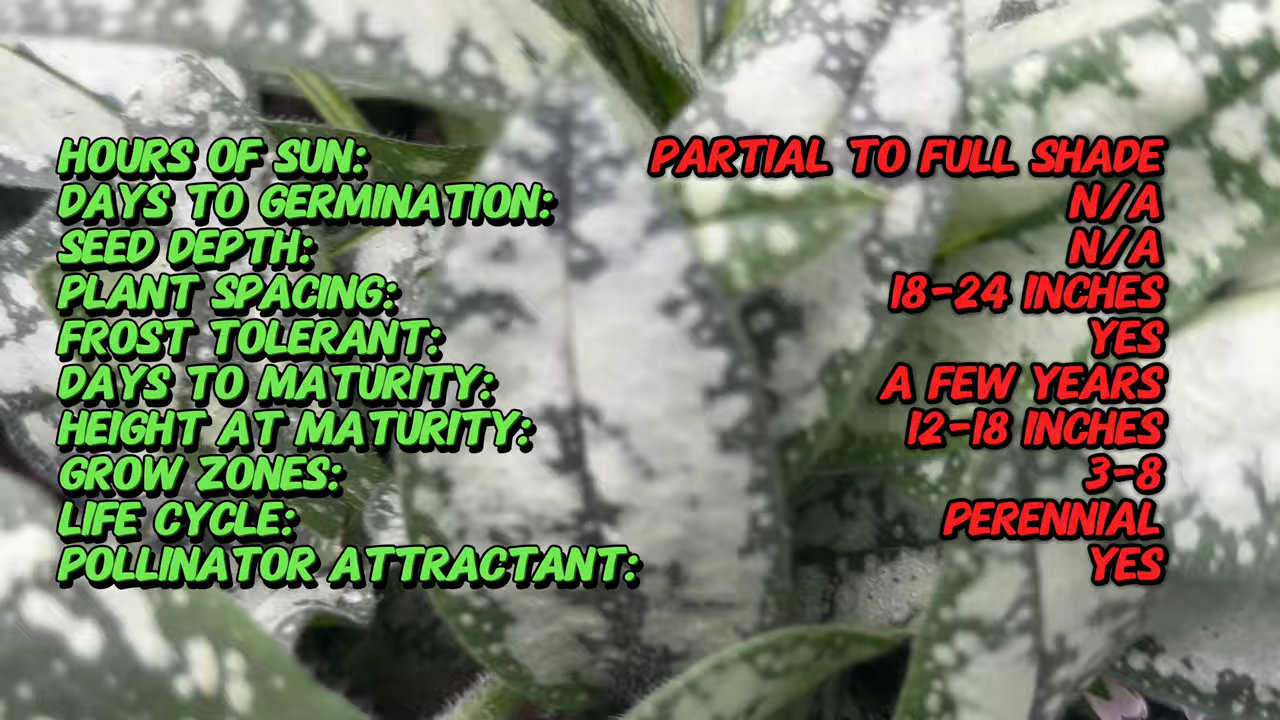 HOURS OF SUN: PARTIAL TO FULL SHADE
DAYS TO GERMINATION: N/A
SEED DEPTH: N/A
PLANT SPACING: 18-24 INCHES
FROST TOLERANT: YES
DAYS TO MATURITY: A FEW YEARS
HEIGHT AT MATURITY: 12-18 INCHES
GROW ZONES: 3-8
LIFE CYCLE: PERENNIAL
POLLINATOR ATTRACTANT: YES